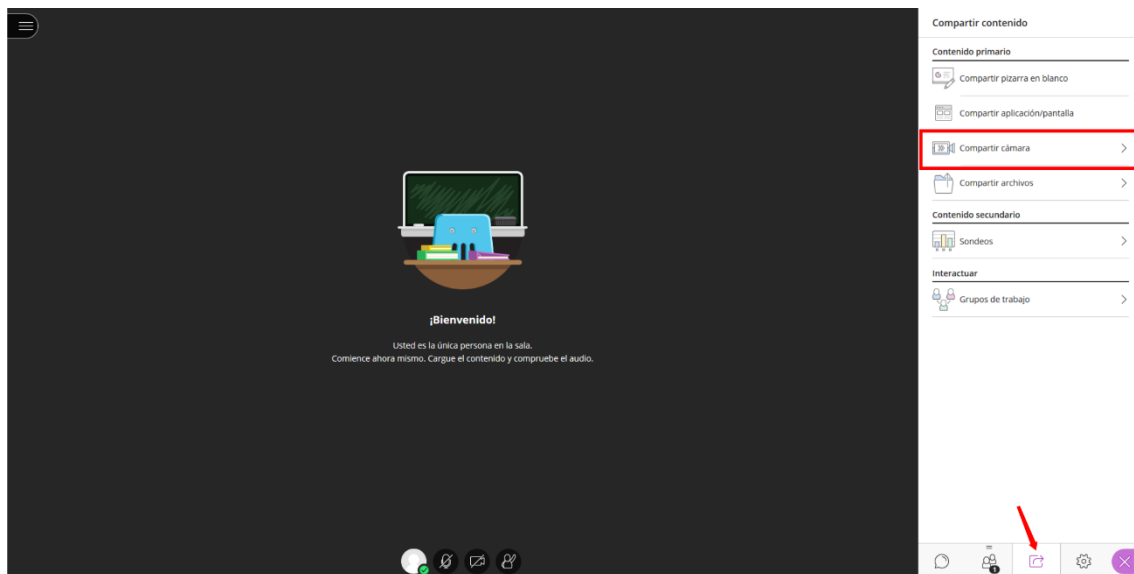 Compartir contenido
Contenido primario
Compartir pizarra en blanco
Compartir aplicación/pantalla
Compartir cámara
Compartir archivos
Contenido secundario
Sondeos
Interactuar
Grupos de trabajo
¡Bienvenido!
Usted es la única persona en la sala.
Comience ahora mismo. Cargue el contenido y compruebe el audio.
1